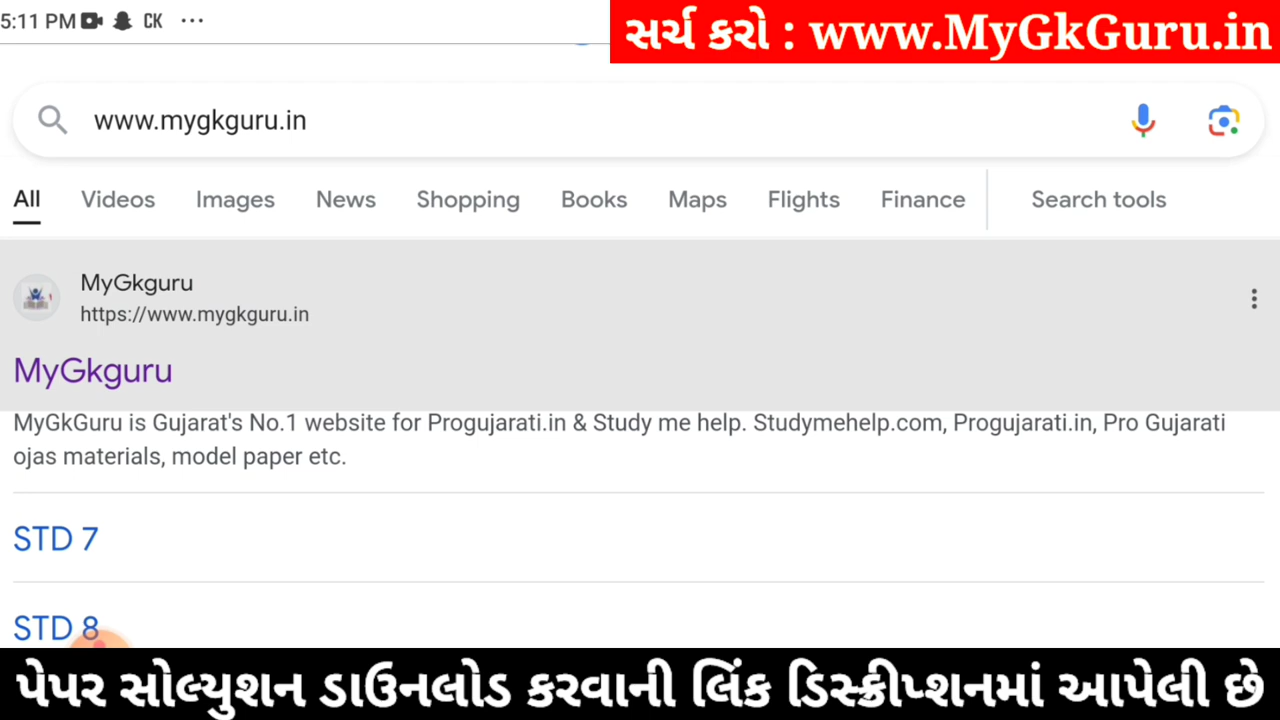 5:11 PM CK ...
સર્ચ કરો : www.MyGkGuru.in
www.mygkguru.in
All Videos Images News Shopping Books Maps Flights Finance Search tools
MyGkguru
https://www.mygkguru.in
MyGkguru
MyGkGuru is Gujarat's No.1 website for Progujarati.in & Study me help. Studymehelp.com, Progujarati.in, Pro Gujarati
ojas materials, model paper etc.
STD 7
STD 8
પેપર સોલ્યુશન ડાઉનલોડ કરવાની લિંક ડિસ્ક્રીપ્શનમાં આપેલી છે